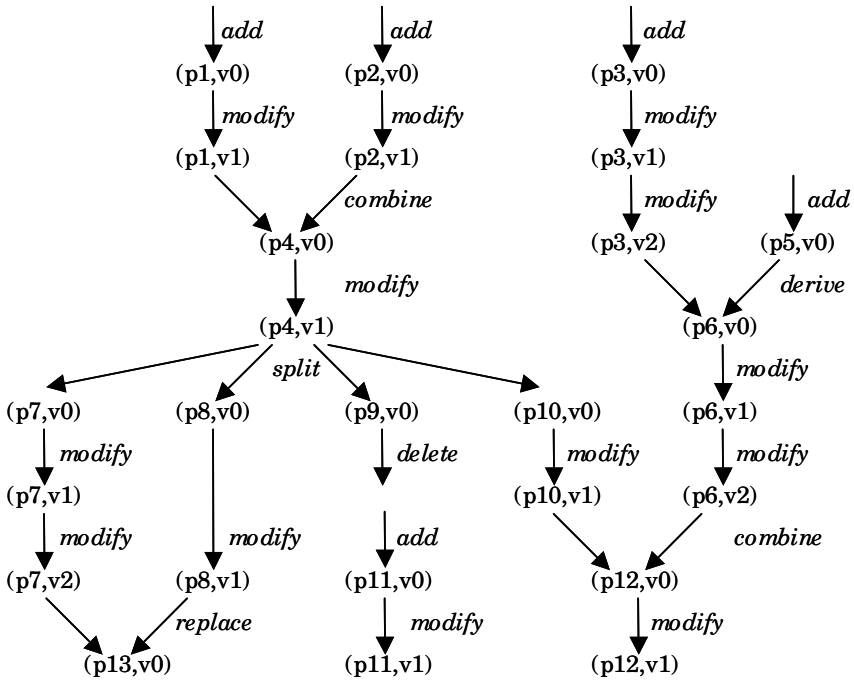 add add add
(p1,v0) (p2,v0) (p3,v0)
modify modify modify
(p1,v1) (p2,v1) (p3,v1)
combine modify add
(p4,v0) (p3,v2) (p5,v0)
modify derive
(p4,v1) (p6,v0)
split modify
(p7,v0) (p8,v0) (p9,v0) (p10,v0) (p6,v1)
modify delete modify modify
(p7,v1) (p10,v1) (p6,v2)
modify modify add combine
(p7,v2) (p8,v1) (p11,v0) (p12,v0)
replace modify modify
(p13,v0) (p11,v1) (p12,v1)